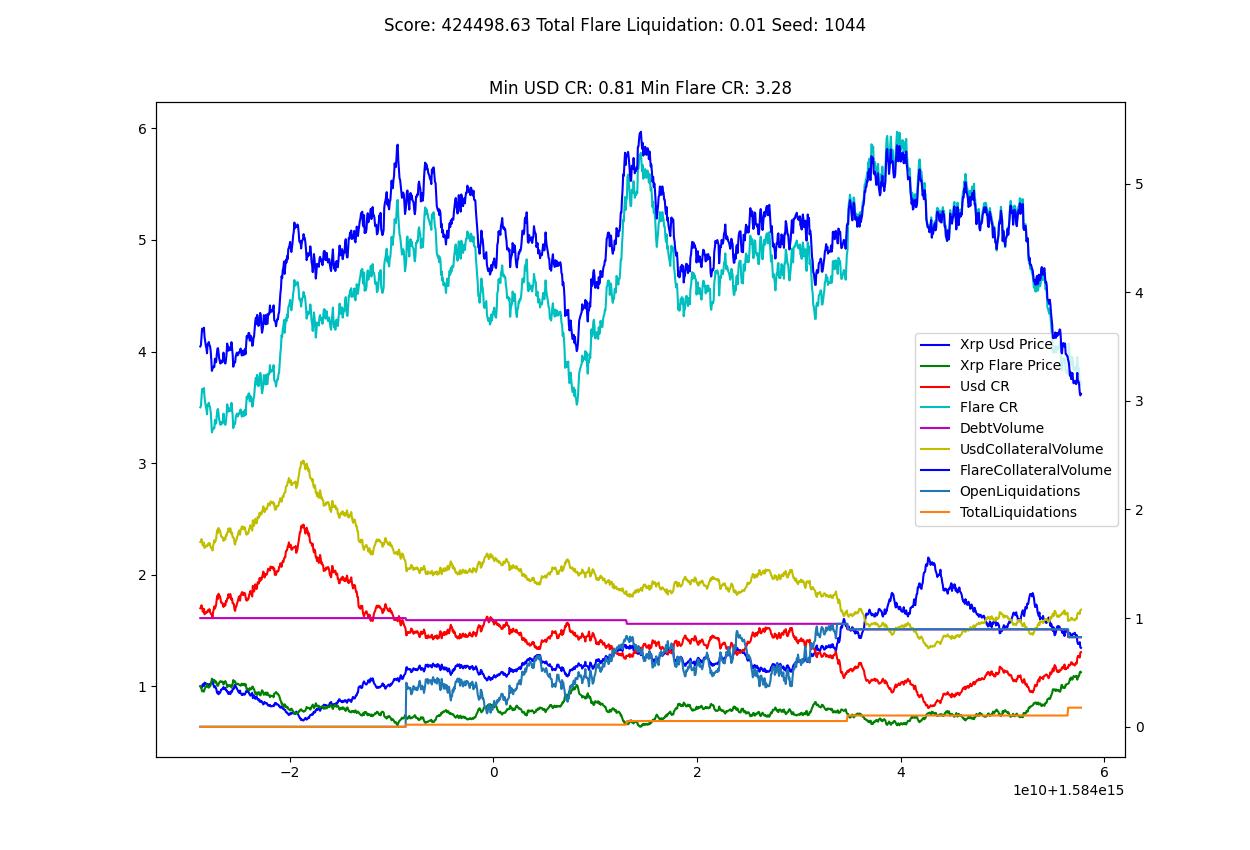 Score: 424498.63 Total Flare Liquidation: 0.01 Seed: 1044
Min USD CR: 0.81 Min Flare CR: 3.28
6
5
4
3
2
1
5
4
3
2
1
0
Xrp Usd Price
Xrp Flare Price
Usd CR
Flare CR
DebtVolume
UsdCollateralVolume
FlareCollateralVolume
OpenLiquidations
TotalLiquidations
−2 0 2 4 6
1e10+1.584e15